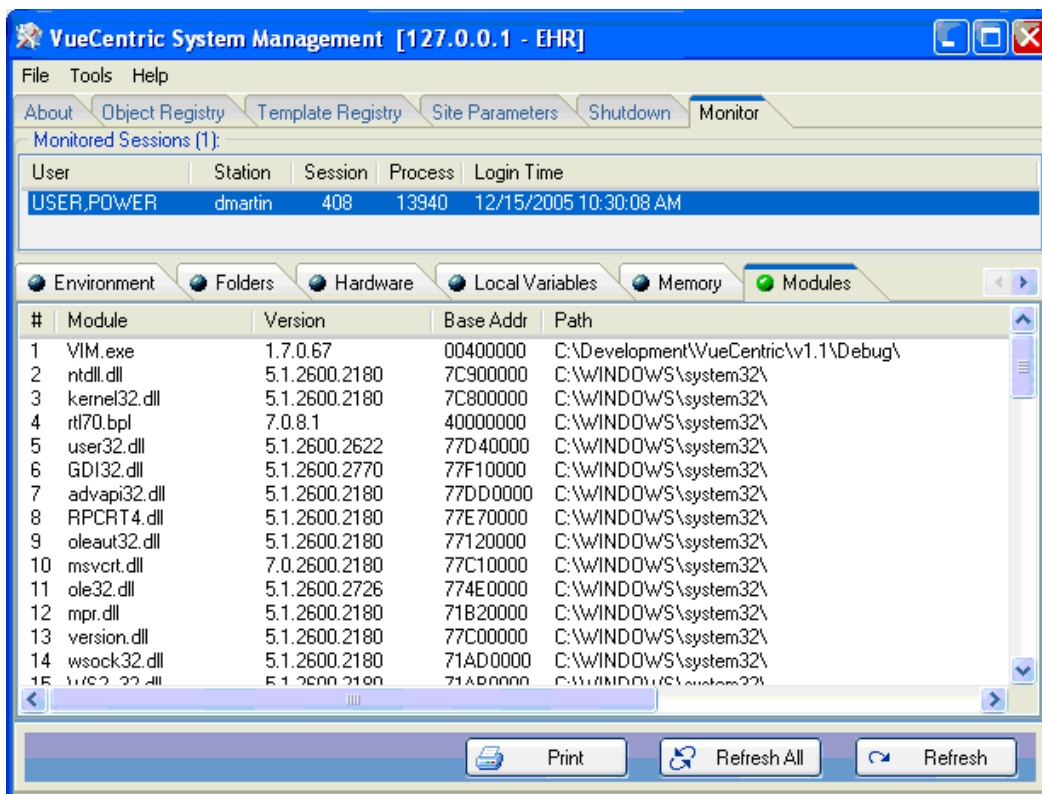 VueCentric System Management [127.0.0.1 - EHR]
File Tools Help
About Object Registry Template Registry Site Parameters Shutdown Monitor
Monitored Sessions (1):
User Station Session Process Login Time
USER,POWER dmartin 408 13940 12/15/2005 10:30:08 AM
Environment Folders Hardware Local Variables Memory Modules
# Module Version Base Addr Path
1 VIM.exe 1.7.0.67 00400000 C:\Development\VueCentric\v1.1\Debug\
2 ntdll.dll 5.1.2600.2180 7C900000 C:\WINDOWS\system32\
3 kernel32.dll 5.1.2600.2180 7C800000 C:\WINDOWS\system32\
4 rtl70.bpl 7.0.8.1 40000000 C:\WINDOWS\system32\
5 user32.dll 5.1.2600.2622 77D40000 C:\WINDOWS\system32\
6 GDI32.dll 5.1.2600.2770 77F10000 C:\WINDOWS\system32\
7 advapi32.dll 5.1.2600.2180 77DD0000 C:\WINDOWS\system32\
8 RPCRT4.dll 5.1.2600.2180 77E70000 C:\WINDOWS\system32\
9 oleaut32.dll 5.1.2600.2180 77120000 C:\WINDOWS\system32\
10 msvcrt.dll 7.0.2600.2180 77C10000 C:\WINDOWS\system32\
11 ole32.dll 5.1.2600.2726 774E0000 C:\WINDOWS\system32\
12 mpr.dll 5.1.2600.2180 71B20000 C:\WINDOWS\system32\
13 version.dll 5.1.2600.2180 77C00000 C:\WINDOWS\system32\
14 wsock32.dll 5.1.2600.2180 71AD0000 C:\WINDOWS\system32\
15 WS2_32.dll 5.1.2600.2180 71AB0000 C:\WINDOWS\system32\
Print Refresh All Refresh